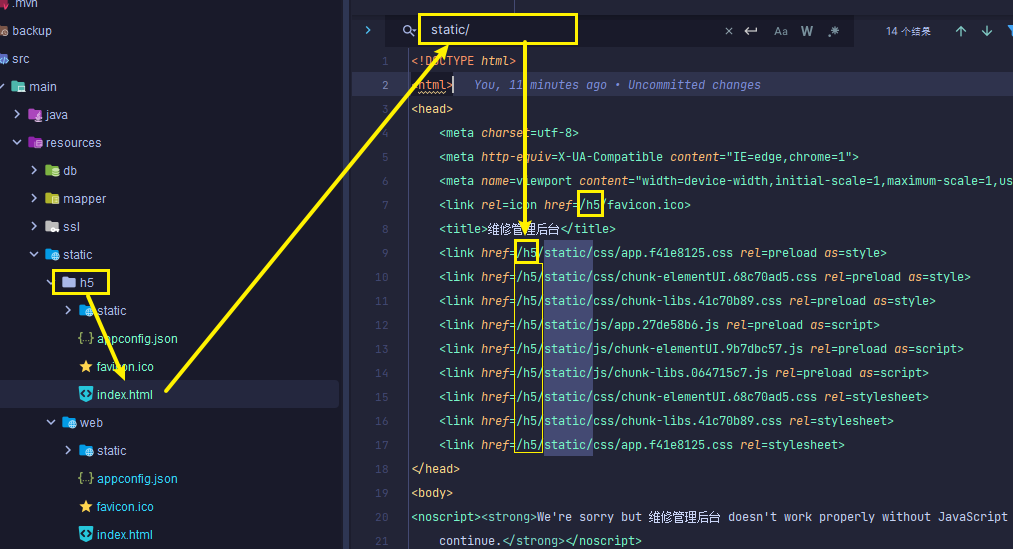 .mvn
backup
src
main
java
resources
db
mapper
ssl
static
h5
static
appconfig.json
favicon.ico
index.html
web
static
appconfig.json
favicon.ico
index.html
static/
Aa W .* 14 个结果
1 <!DOCTYPE html>
2 <html> You, 11 minutes ago • Uncommitted changes
3 <head>
4 <meta charset=utf-8>
5 <meta http-equiv=X-UA-Compatible content="IE=edge,chrome=1">
6 <meta name=viewport content="width=device-width,initial-scale=1,maximum-scale=1,us
7 <link rel=icon href=/h5/favicon.ico>
8 <title>维修管理后台</title>
9 <link href=/h5/static/css/app.f41e8125.css rel=preload as=style>
10 <link href=/h5/static/css/chunk-elementUI.68c70ad5.css rel=preload as=style>
11 <link href=/h5/static/css/chunk-libs.41c70b89.css rel=preload as=style>
12 <link href=/h5/static/js/app.27de58b6.js rel=preload as=script>
13 <link href=/h5/static/js/chunk-elementUI.9b7dbc57.js rel=preload as=script>
14 <link href=/h5/static/js/chunk-libs.064715c7.js rel=preload as=script>
15 <link href=/h5/static/css/chunk-elementUI.68c70ad5.css rel=stylesheet>
16 <link href=/h5/static/css/chunk-libs.41c70b89.css rel=stylesheet>
17 <link href=/h5/static/css/app.f41e8125.css rel=stylesheet>
18 </head>
19 <body>
20 <noscript><strong>We're sorry but 维修管理后台 doesn't work properly without JavaScript
21 continue.</strong></noscript>